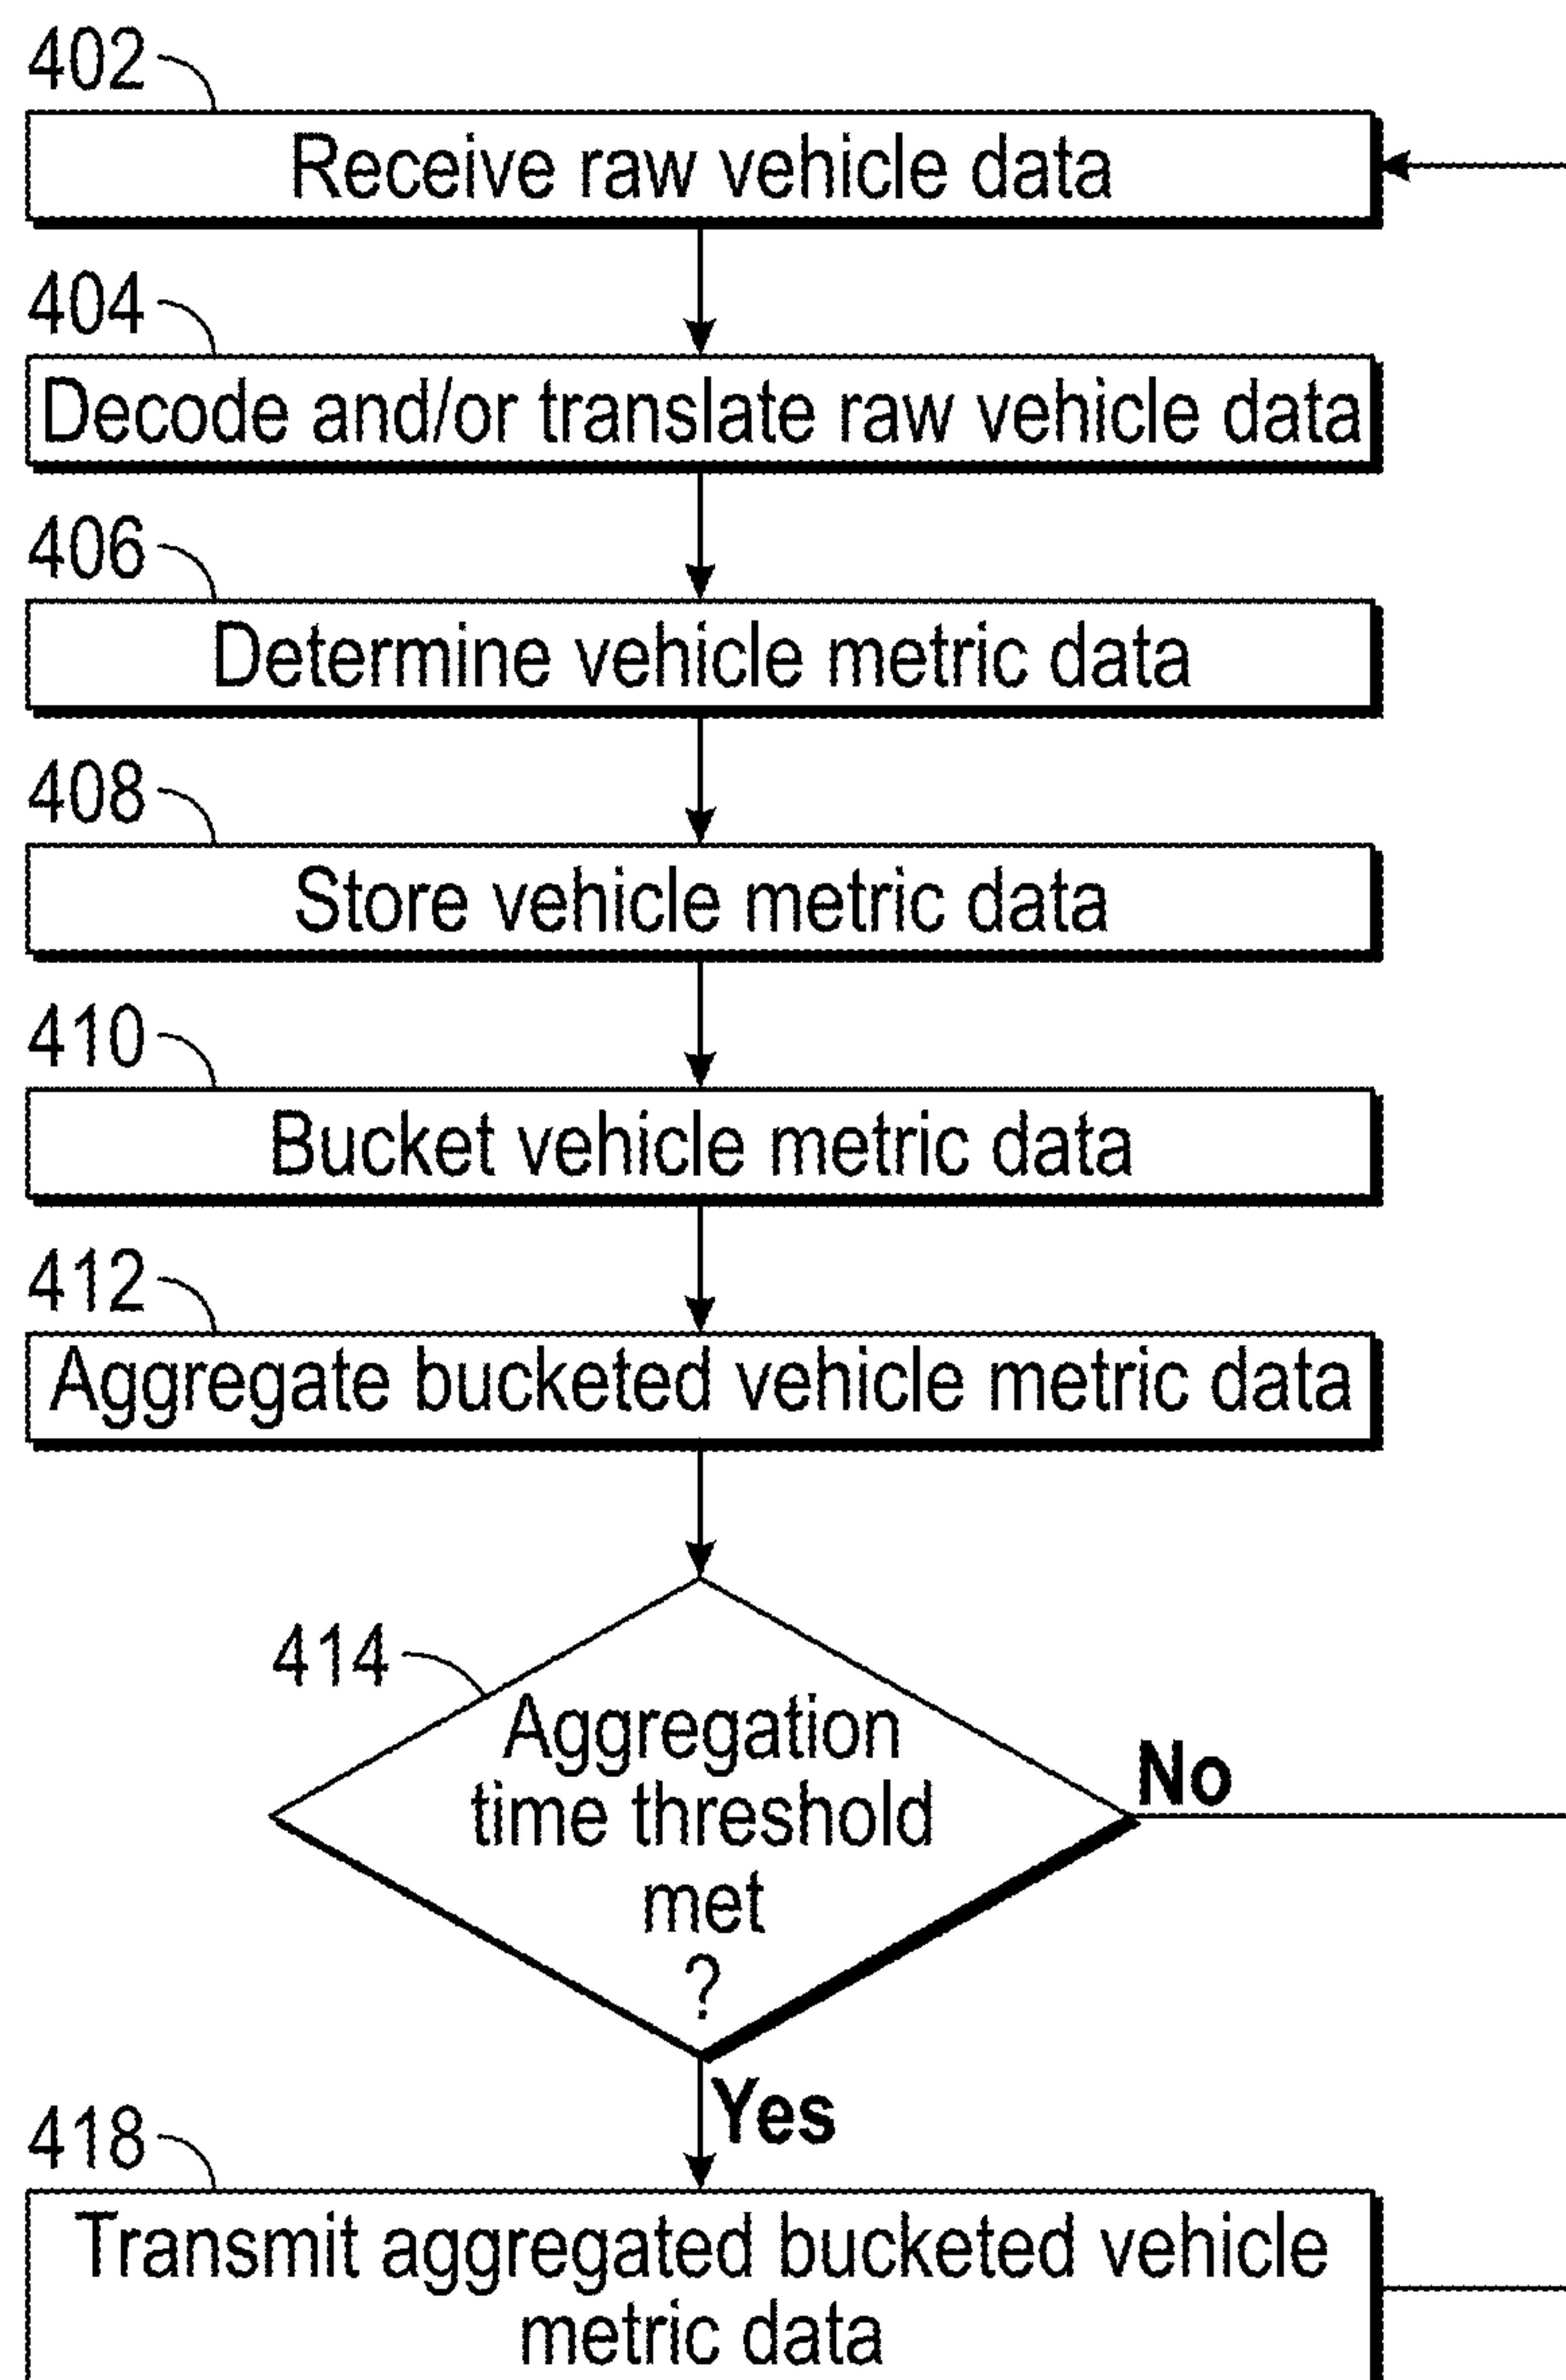 402
Receive raw vehicle data
404
Decode and/or translate raw vehicle data
406
Determine vehicle metric data
408
Store vehicle metric data
410
Bucket vehicle metric data
412
Aggregate bucketed vehicle metric data
414
Aggregation
time threshold
met
?
No
Yes
418
Transmit aggregated bucketed vehicle
metric data